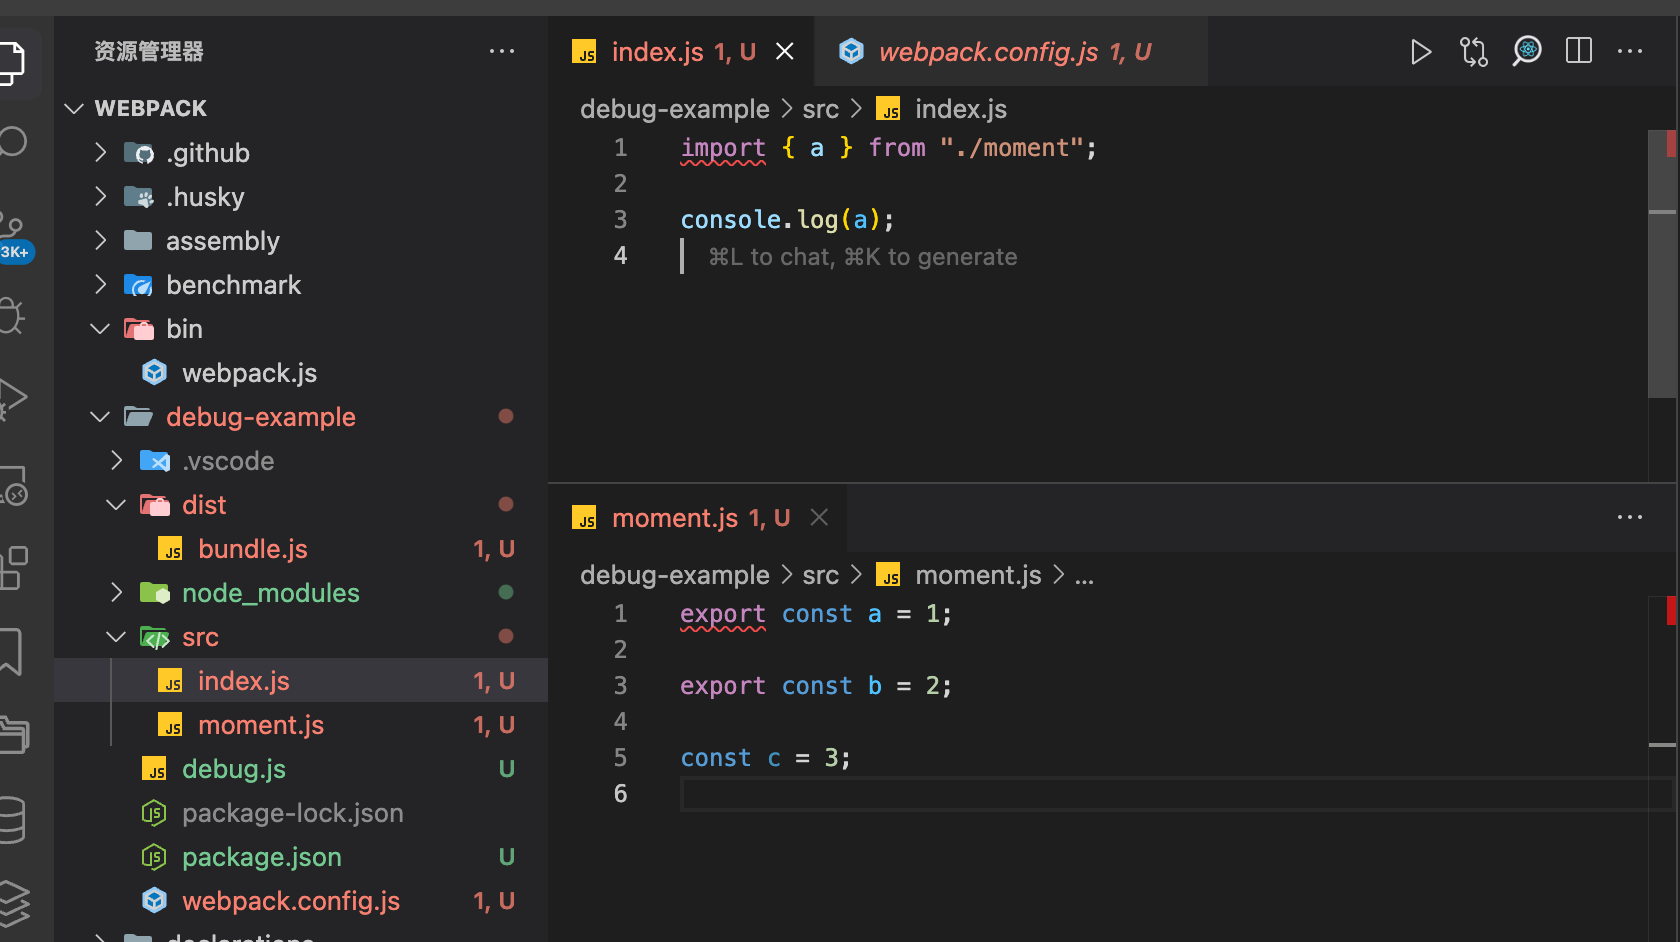 资源管理器
WEBPACK
.github
.husky
assembly
3K+
benchmark
bin
webpack.js
debug-example
.vscode
dist
bundle.js 1, U
node_modules
src
index.js 1, U
moment.js 1, U
debug.js U
package-lock.json
package.json U
webpack.config.js 1, U
declarations
index.js 1, U
webpack.config.js 1, U
debug-example > src > JS index.js
1 import { a } from "./moment";
2
3 console.log(a);
4 ⌘L to chat, ⌘K to generate
moment.js 1, U
debug-example > src > JS moment.js > ...
1 export const a = 1;
2
3 export const b = 2;
4
5 const c = 3;
6